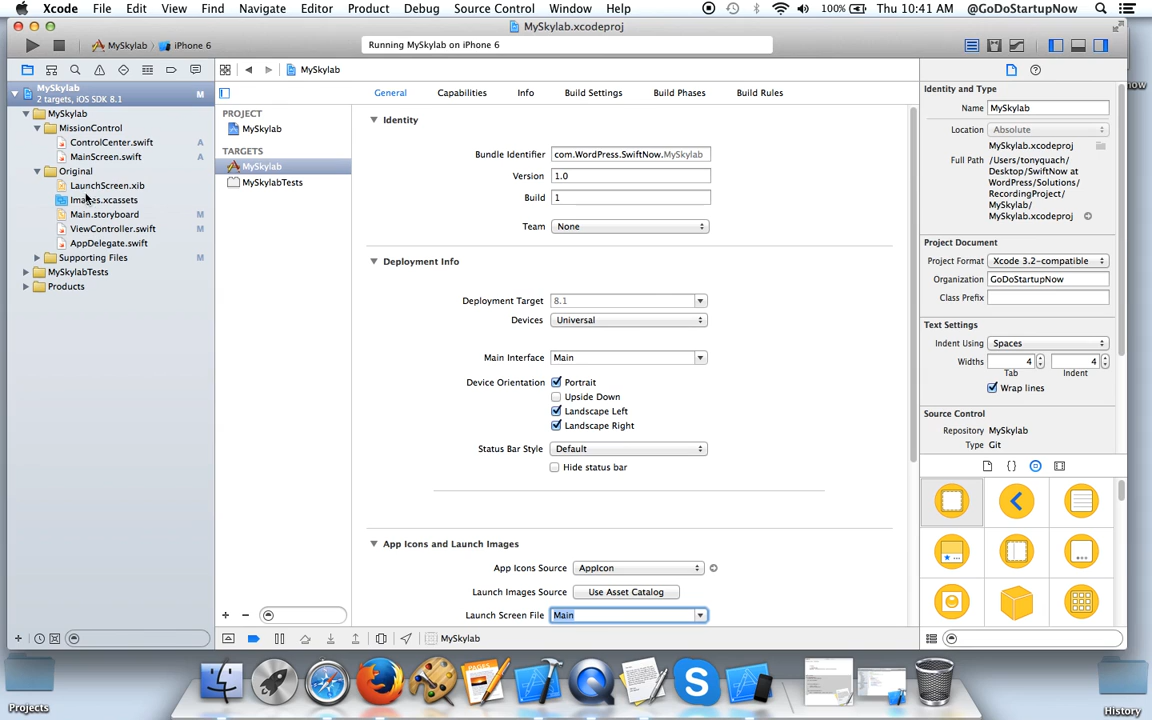 Xcode File Edit View Find Navigate Editor Product Debug Source Control Window Help 100% Thu 10:41 AM @GoDoStartupNow
MySkylab.xcodeproj
MySkylab iPhone 6
Running MySkylab on iPhone 6
MySkylab
MySkylab M
2 targets, iOS SDK 8.1
MySkylab
MissionControl
ControlCenter.swift A
MainScreen.swift A
Original
LaunchScreen.xib
Images.xcassets
Main.storyboard M
ViewController.swift M
AppDelegate.swift
Supporting Files M
MySkylabTests
Products
General Capabilities Info Build Settings Build Phases Build Rules
PROJECT
MySkylab
TARGETS
MySkylab
MySkylabTests
Identity
Bundle Identifier com.WordPress.SwiftNow.MySkylab
Version 1.0
Build 1
Team None
Deployment Info
Deployment Target 8.1
Devices Universal
Main Interface Main
Device Orientation Portrait
Upside Down
Landscape Left
Landscape Right
Status Bar Style Default
Hide status bar
App Icons and Launch Images
App Icons Source AppIcon
Launch Images Source Use Asset Catalog
Launch Screen File Main
MySkylab
Identity and Type
Name MySkylab
Location Absolute
MySkylab.xcodeproj
Full Path /Users/tonyquach/
Desktop/SwiftNow at
WordPress/Solutions/
RecordingProject/
MySkylab/
MySkylab.xcodeproj
Project Document
Project Format Xcode 3.2-compatible
Organization GoDoStartupNow
Class Prefix
Text Settings
Indent Using Spaces
Widths 4 4
Tab Indent
Wrap lines
Source Control
Repository MySkylab
Type Git
Projects
History